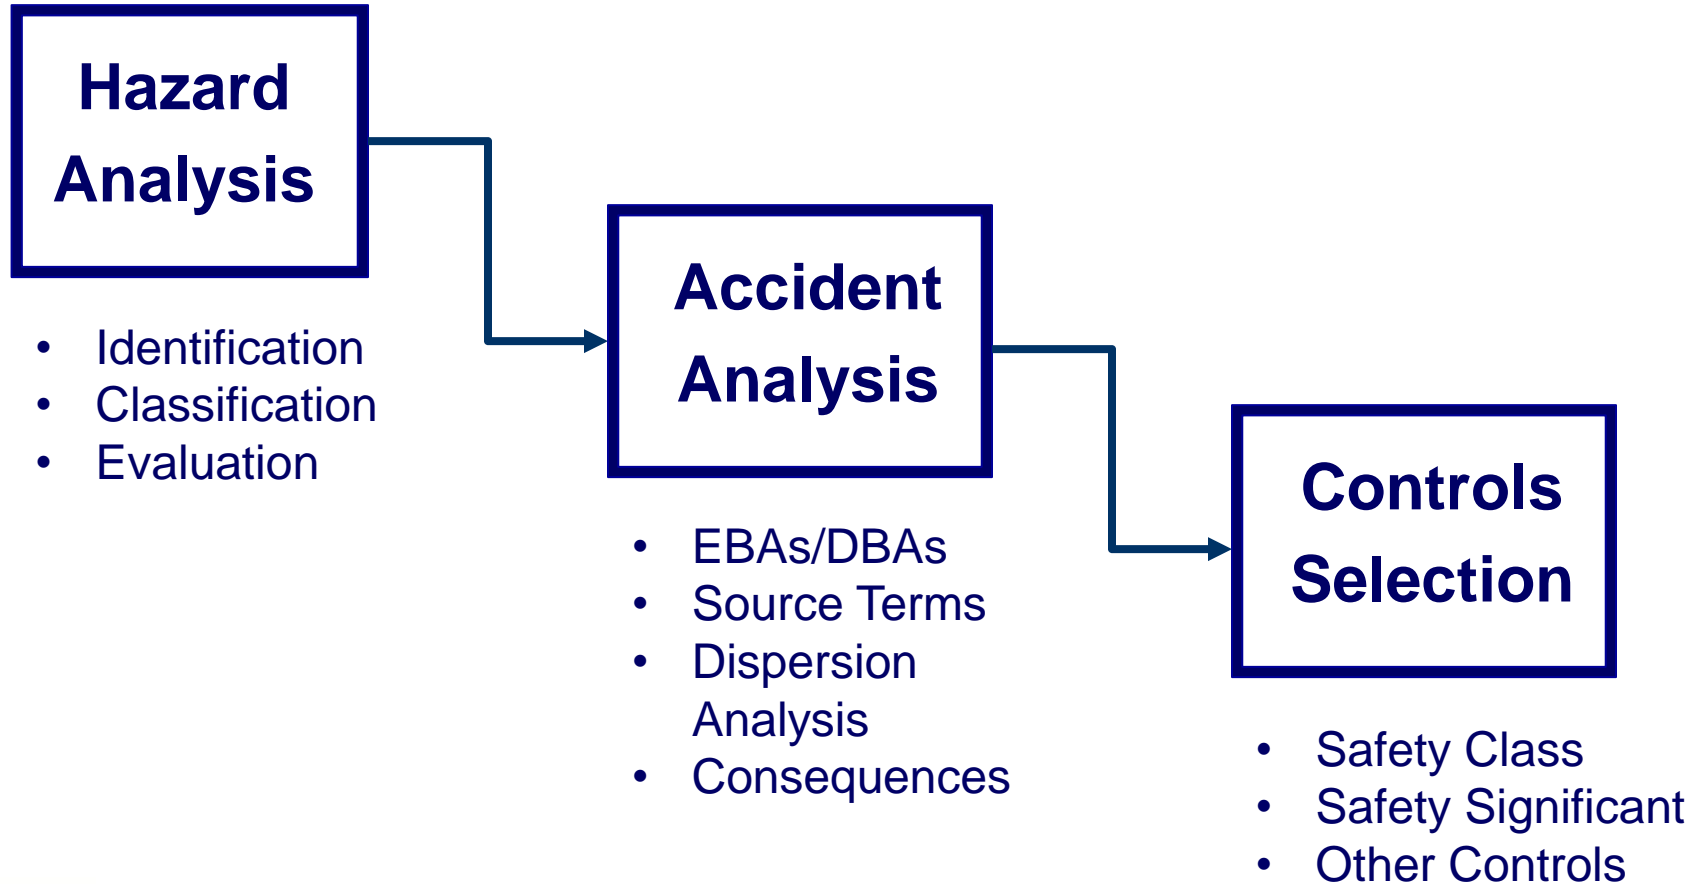 Hazard
Analysis
• Identification
• Classification
• Evaluation
Accident
Analysis
• EBAs/DBAs
• Source Terms
• Dispersion
Analysis
• Consequences
Controls
Selection
• Safety Class
• Safety Significant
• Other Controls